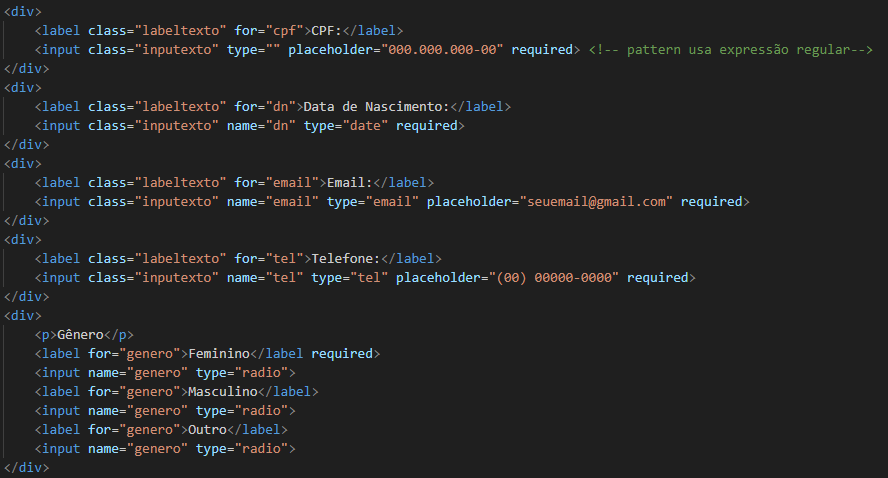 <div>
<label class="labeltexto" for="cpf">CPF:</label>
<input class="inputexto" type="" placeholder="000.000.000-00" required> <!-- pattern usa expressão regular-->
</div>
<div>
<label class="labeltexto" for="dn">Data de Nascimento:</label>
<input class="inputexto" name="dn" type="date" required>
</div>
<div>
<label class="labeltexto" for="email">Email:</label>
<input class="inputexto" name="email" type="email" placeholder="seuemail@gmail.com" required>
</div>
<div>
<label class="labeltexto" for="tel">Telefone:</label>
<input class="inputexto" name="tel" type="tel" placeholder="(00) 00000-0000" required>
</div>
<div>
<p>Gênero</p>
<label for="genero">Feminino</label required>
<input name="genero" type="radio">
<label for="genero">Masculino</label>
<input name="genero" type="radio">
<label for="genero">Outro</label>
<input name="genero" type="radio">
</div>